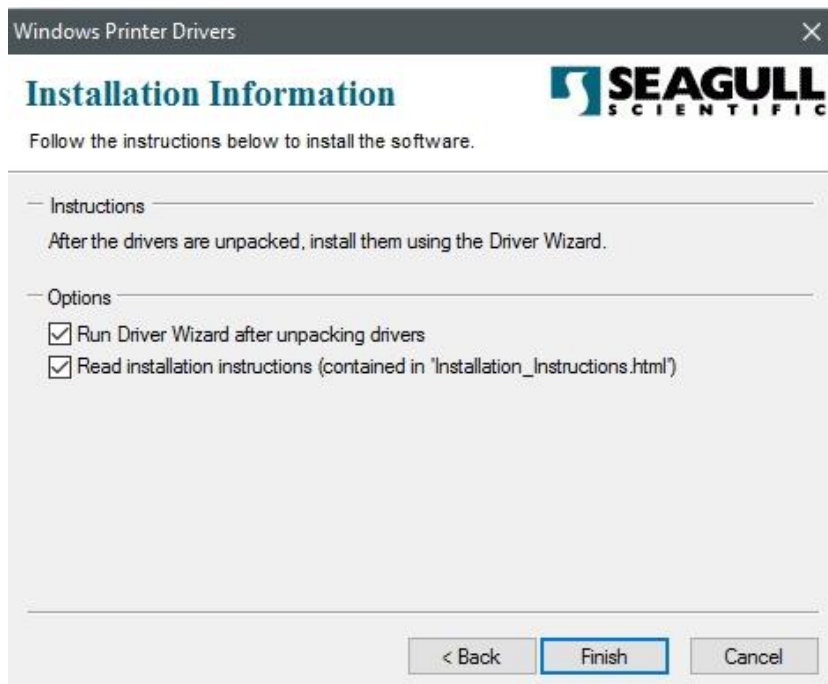 Windows Printer Drivers
Installation Information
SEAGULL
SCIENTIFIC
Follow the instructions below to install the software.
Instructions
After the drivers are unpacked, install them using the Driver Wizard.
Options
Run Driver Wizard after unpacking drivers
Read installation instructions (contained in 'Installation_Instructions.html')
< Back
Finish
Cancel